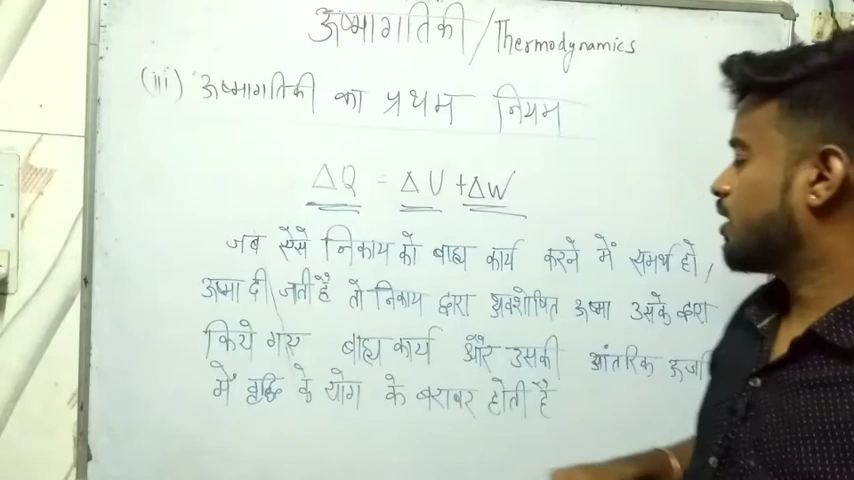 ऊष्मागतिकी / Thermodynamics
(iii) ऊष्मागतिकी का प्रथम नियम
ΔQ = ΔU + ΔW
जब ऐसे निकाय को बाह्य कार्य करने में समर्थ हो,
ऊष्मा दी जाती है तो निकाय द्वारा अवशोषित ऊष्मा उसके द्वारा
किये गए बाह्य कार्य और उसकी आंतरिक
में वृद्धि के योग के बराबर होती है